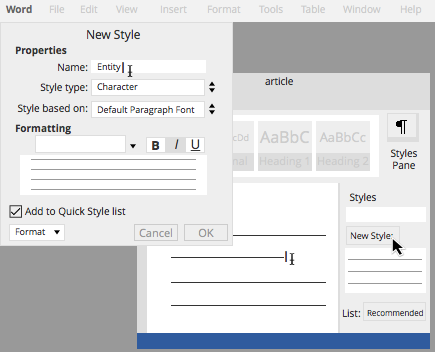 Word File Edit View Insert Format Tools Table Window Help
New Style
Properties
Name: Entity
Style type: Character
Style based on: Default Paragraph Font
Formatting
B I U
Add to Quick Style list
Format Cancel OK
article
cDd AaBbC AaBbCc
nal Heading 1 Heading 2
¶
Styles
Pane
Styles
New Style
List: Recommended